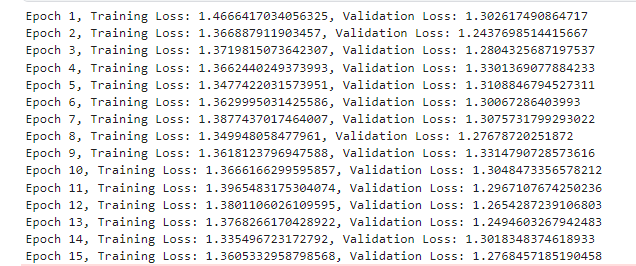 Epoch 1, Training Loss: 1.4666417034056325, Validation Loss: 1.302617490864717
Epoch 2, Training Loss: 1.366887911903457, Validation Loss: 1.2437698514415667
Epoch 3, Training Loss: 1.3719815073642307, Validation Loss: 1.2804325687197537
Epoch 4, Training Loss: 1.3662440249373993, Validation Loss: 1.3301369077884233
Epoch 5, Training Loss: 1.3477422031573951, Validation Loss: 1.3108846794527311
Epoch 6, Training Loss: 1.3629995031425586, Validation Loss: 1.30067286403993
Epoch 7, Training Loss: 1.3877437017464007, Validation Loss: 1.3075731799293022
Epoch 8, Training Loss: 1.349948058477961, Validation Loss: 1.27678720251872
Epoch 9, Training Loss: 1.3618123796947588, Validation Loss: 1.3314790728573616
Epoch 10, Training Loss: 1.3666166299595857, Validation Loss: 1.3048473356578212
Epoch 11, Training Loss: 1.3965483175304074, Validation Loss: 1.2967107674250236
Epoch 12, Training Loss: 1.3801106026109595, Validation Loss: 1.2654287239106803
Epoch 13, Training Loss: 1.3768266170428922, Validation Loss: 1.2494603267942483
Epoch 14, Training Loss: 1.335496723172792, Validation Loss: 1.3018348374618933
Epoch 15, Training Loss: 1.3605332958798568, Validation Loss: 1.2768457185190458